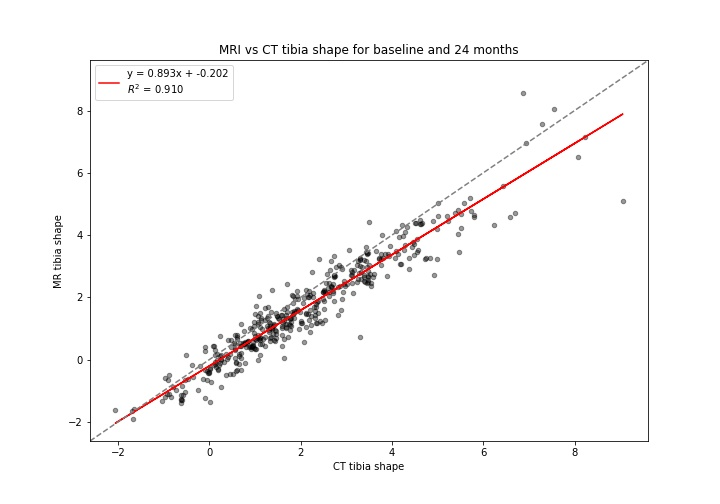 MRI vs CT tibia shape for baseline and 24 months
y = 0.893x + -0.202
R² = 0.910
8
6
4
2
0
−2
MR tibia shape
−2 0 2 4 6 8
CT tibia shape